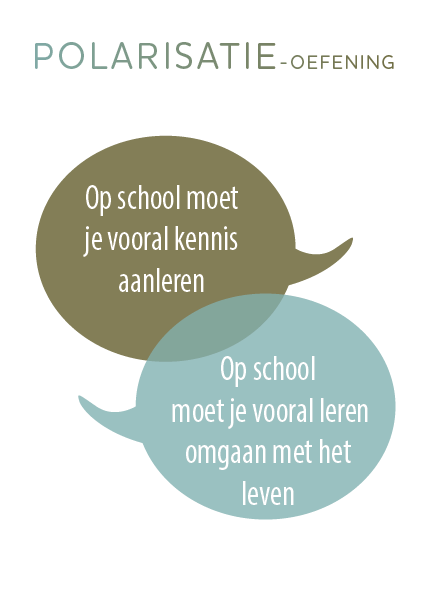 POLARISATIE-OEFENING
Op school moet
je vooral kennis
aanleren
Op school
moet je vooral leren
omgaan met het
leven